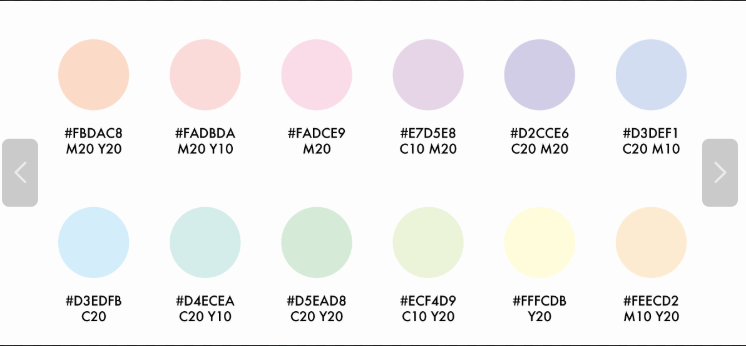 #FBDAC8
M20 Y20
#FADBDA
M20 Y10
#FADCE9
M20
#E7D5E8
C10 M20
#D2CCE6
C20 M20
#D3DEF1
C20 M10
#D3EDFB
C20
#D4ECEA
C20 Y10
#D5EAD8
C20 Y20
#ECF4D9
C10 Y20
#FFFCDB
Y20
#FEECD2
M10 Y20